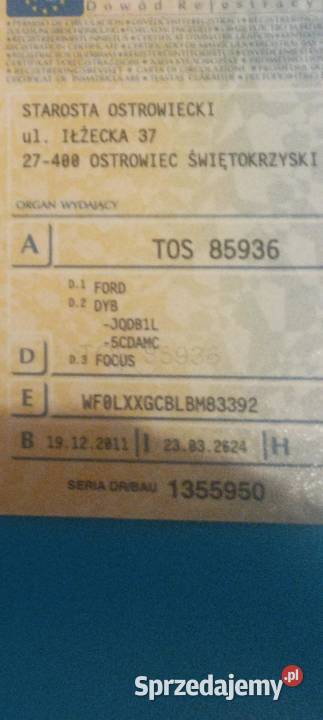 Dowód Rejestracy
STAROSTA OSTROWIECKI
ul. IŁŻECKA 37
27-400 OSTROWIEC ŚWIĘTOKRZYSKI
ORGAN WYDAJĄCY
A TOS 85936
D.1 FORD
D.2 DYB
-JQDB1L
-5CDAMC
D D.3 FOCUS
E WF0LXXGCBLBM83392
B 19.12.2011 I 23.03.2024 H
SERIA DR/BAU 1355950
Sprzedajemy.pl